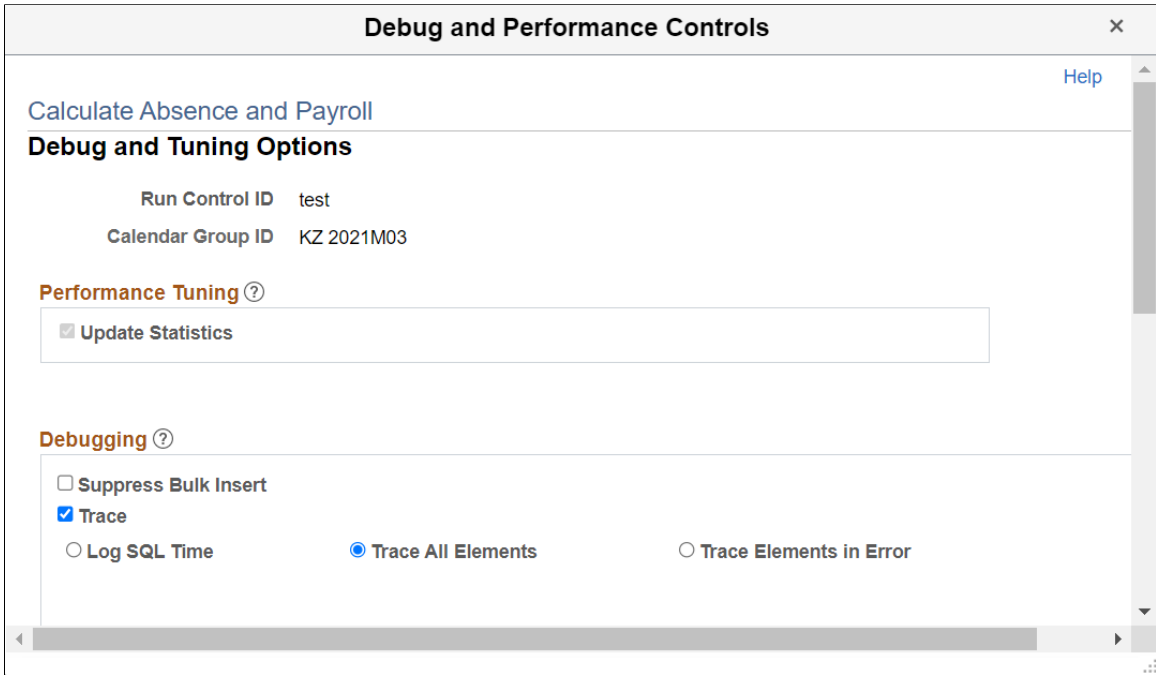 Debug and Performance Controls ×
Help
Calculate Absence and Payroll
Debug and Tuning Options
Run Control ID test
Calendar Group ID KZ 2021M03
Performance Tuning ?
Update Statistics
Debugging ?
Suppress Bulk Insert
Trace
Log SQL Time Trace All Elements Trace Elements in Error